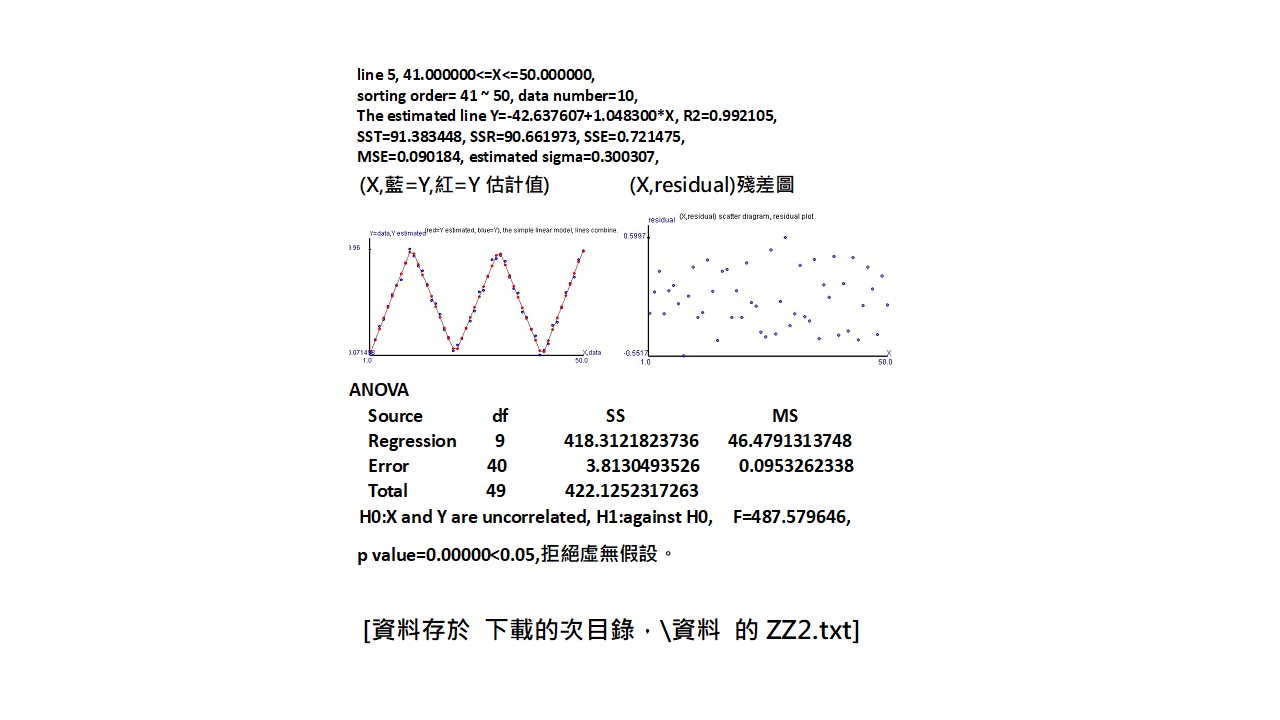 line 5, 41.000000<=X<=50.000000,
sorting order= 41 ~ 50, data number=10,
The estimated line Y=-42.637607+1.048300*X, R2=0.992105,
SST=91.383448, SSR=90.661973, SSE=0.721475,
MSE=0.090184, estimated sigma=0.300307,
(X,藍=Y,紅=Y 估計值) (X,residual)殘差圖
Y=data,Y estimated (red=Y estimated, blue=Y), the simple linear model, lines combine.
9.96
X,data
1.0 50.0
residual (X,residual) scatter diagram, residual plot
0.5997
-0.5517 X
1.0 50.0
ANOVA
Source df SS MS
Regression 9 418.3121823736 46.4791313748
Error 40 3.8130493526 0.0953262338
Total 49 422.1252317263
H0:X and Y are uncorrelated, H1:against H0, F=487.579646,
p value=0.00000<0.05,拒絕虛無假設。
[資料存於 下載的次目錄，\資料 的 ZZ2.txt]